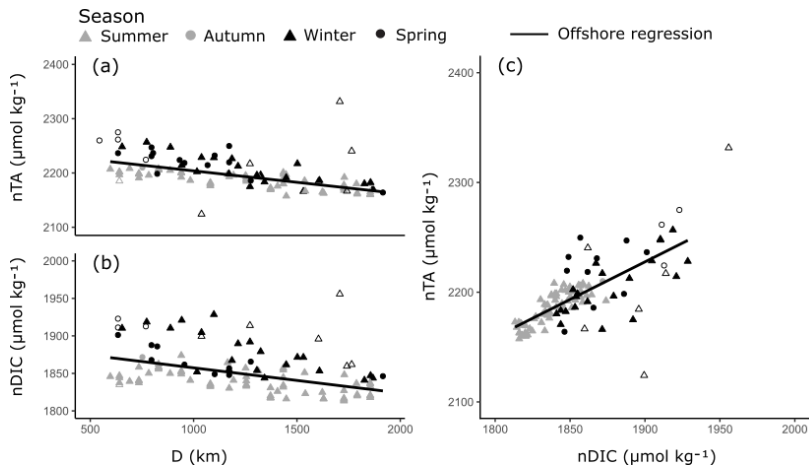 Season
Summer Autumn Winter Spring Offshore regression
(a)
2400
2300
2200
2100
nTA (µmol kg⁻¹)
(b)
2000
1950
1900
1850
1800
nDIC (µmol kg⁻¹)
500 1000 1500 2000
D (km)
(c)
2400
2300
2200
2100
nTA (µmol kg⁻¹)
1800 1850 1900 1950 2000
nDIC (µmol kg⁻¹)